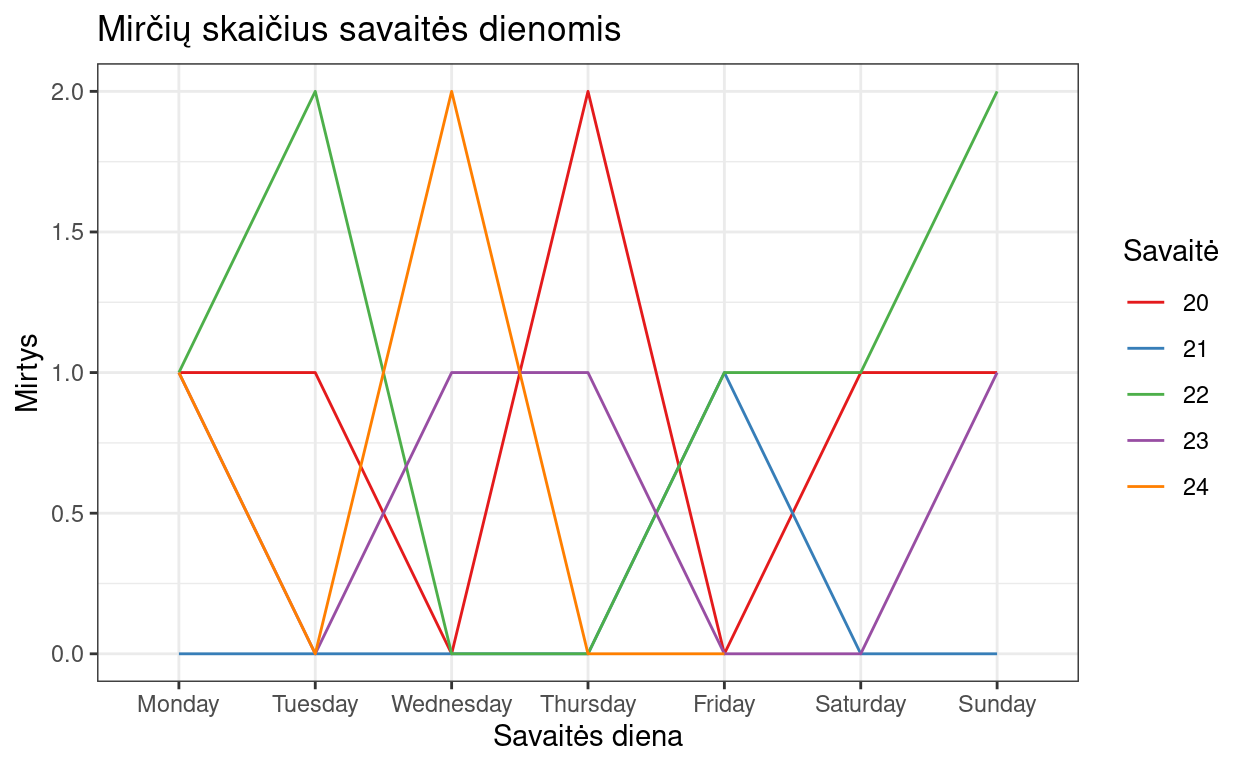 Mirčių skaičius savaitės dienomis
Mirtys
2.0
1.5
1.0
0.5
0.0
Monday Tuesday Wednesday Thursday Friday Saturday Sunday
Savaitės diena
Savaitė
20
21
22
23
24